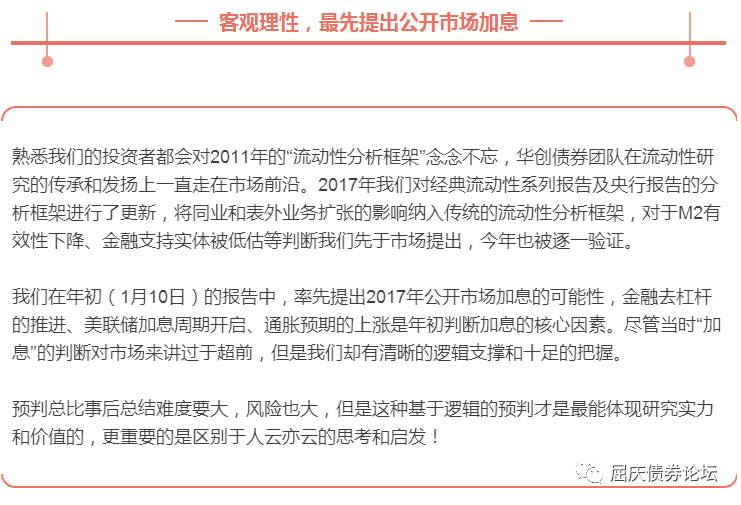 客观理性，最先提出公开市场加息
熟悉我们的投资者都会对2011年的“流动性分析框架”念念不忘，华创债券团队在流动性研
究的传承和发扬上一直走在市场前沿。2017年我们对经典流动性系列报告及央行报告的分
析框架进行了更新，将同业和表外业务扩张的影响纳入传统的流动性分析框架，对于M2有
效性下降、金融支持实体被低估等判断我们先于市场提出，今年也被逐一验证。
我们在年初（1月10日）的报告中，率先提出2017年公开市场加息的可能性，金融去杠杆
的推进、美联储加息周期开启、通胀预期的上涨是年初判断加息的核心因素。尽管当时“加
息”的判断对市场来讲过于超前，但是我们却有清晰的逻辑支撑和十足的把握。
预判总比事后总结难度要大，风险也大，但是这种基于逻辑的预判才是最能体现研究实力
和价值的，更重要的是区别于人云亦云的思考和启发！
屈庆债券论坛